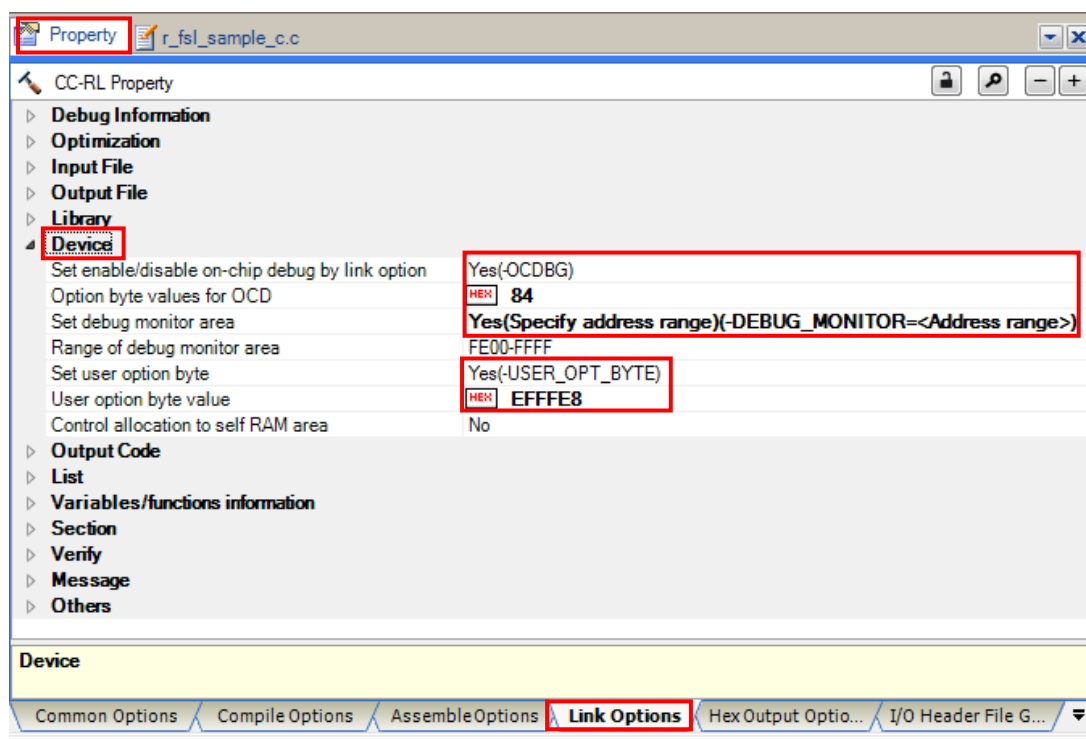 Property r_fsl_sample_c.c
CC-RL Property
Debug Information
Optimization
Input File
Output File
Library
Device
Set enable/disable on-chip debug by link option Yes(-OCDBG)
Option byte values for OCD HEX 84
Set debug monitor area Yes(Specify address range)(-DEBUG_MONITOR=<Address range>)
Range of debug monitor area FE00-FFFF
Set user option byte Yes(-USER_OPT_BYTE)
User option byte value HEX EFFFE8
Control allocation to self RAM area No
Output Code
List
Variables/functions information
Section
Verify
Message
Others
Device
Common Options Compile Options Assemble Options Link Options Hex Output Optio... I/O Header File G...